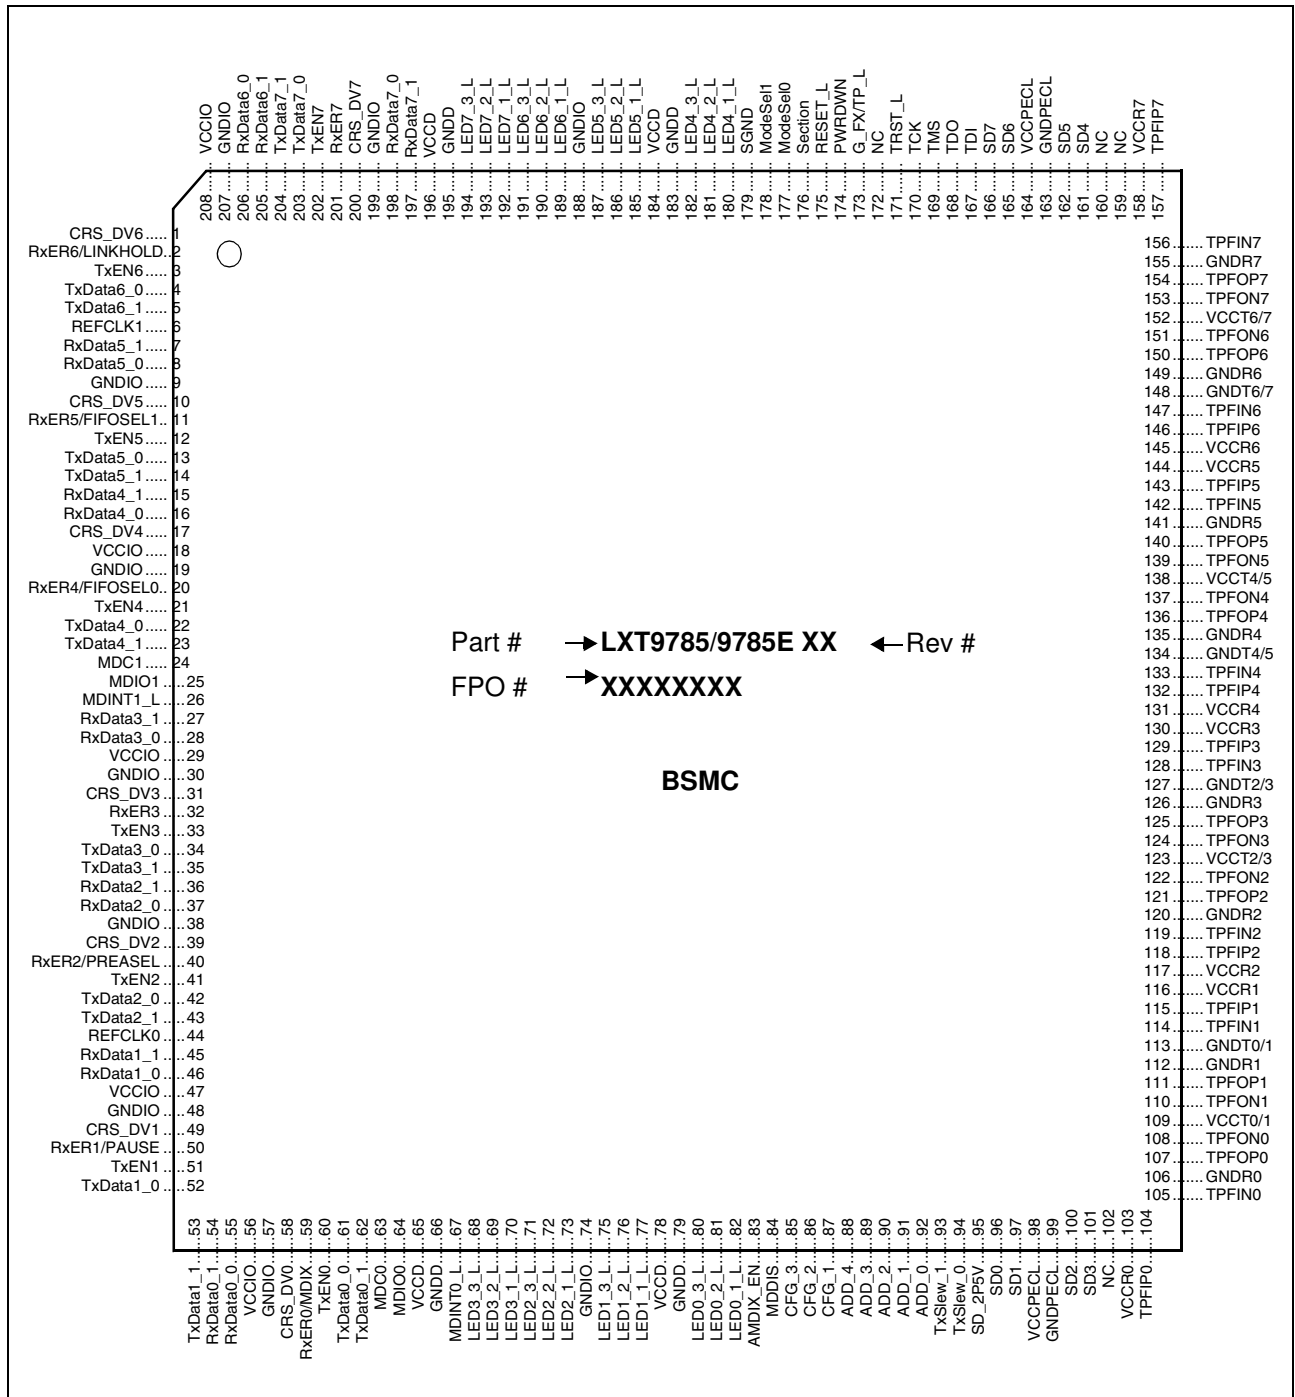 208....... VCCIO
207....... GNDIO
206....... RxData6_0
205....... RxData6_1
204....... TxData7_1
203....... TxData7_0
202....... TxEN7
201....... RxER7
200....... CRS_DV7
199....... GNDIO
198....... RxData7_0
197....... RxData7_1
196....... VCCD
195....... GNDD
194....... LED7_3_L
193....... LED7_2_L
192....... LED7_1_L
191....... LED6_3_L
190....... LED6_2_L
189....... LED6_1_L
188....... GNDIO
187....... LED5_3_L
186....... LED5_2_L
185....... LED5_1_L
184....... VCCD
183....... GNDD
182....... LED4_3_L
181....... LED4_2_L
180....... LED4_1_L
179....... SGND
178....... ModeSel1
177....... ModeSel0
176....... Section
175....... RESET_L
174....... PWRDWN
173....... G_FX/TP_L
172....... NC
171....... TRST_L
170....... TCK
169....... TMS
168....... TDO
167....... TDI
166....... SD7
165....... SD6
164....... VCCPECL
163....... GNDPECL
162....... SD5
161....... SD4
160....... NC
159....... NC
158....... VCCR7
157....... TPFIP7
CRS_DV6..... 1
RxER6/LINKHOLD..2
TxEN6..... 3
TxData6_0..... 4
TxData6_1..... 5
REFCLK1..... 6
RxData5_1..... 7
RxData5_0..... 8
GNDIO..... 9
CRS_DV5..... 10
RxER5/FIFOSEL1.. 11
TxEN5..... 12
TxData5_0..... 13
TxData5_1..... 14
RxData4_1..... 15
RxData4_0..... 16
CRS_DV4..... 17
VCCIO..... 18
GNDIO..... 19
RxER4/FIFOSEL0.. 20
TxEN4..... 21
TxData4_0..... 22
TxData4_1..... 23
MDC1..... 24
MDIO1.....25
MDINT1_L.....26
RxData3_1.....27
RxData3_0.....28
VCCIO.....29
GNDIO.....30
CRS_DV3.....31
RxER3.....32
TxEN3.....33
TxData3_0.....34
TxData3_1.....35
RxData2_1.....36
RxData2_0.....37
GNDIO.....38
CRS_DV2.....39
RxER2/PREASEL.....40
TxEN2.....41
TxData2_0.....42
TxData2_1.....43
REFCLK0.....44
RxData1_1.....45
RxData1_0.....46
VCCIO.....47
GNDIO.....48
CRS_DV1.....49
RxER1/PAUSE.....50
TxEN1.....51
TxData1_0.....52
Part # LXT9785/9785E XX Rev #
FPO # XXXXXXXX
BSMC
156....... TPFIN7
155....... GNDR7
154....... TPFOP7
153....... TPFON7
152....... VCCT6/7
151....... TPFON6
150....... TPFOP6
149....... GNDR6
148....... GNDT6/7
147....... TPFIN6
146....... TPFIP6
145....... VCCR6
144....... VCCR5
143....... TPFIP5
142....... TPFIN5
141....... GNDR5
140....... TPFOP5
139....... TPFON5
138....... VCCT4/5
137....... TPFON4
136....... TPFOP4
135....... GNDR4
134....... GNDT4/5
133....... TPFIN4
132....... TPFIP4
131....... VCCR4
130....... VCCR3
129....... TPFIP3
128....... TPFIN3
127....... GNDT2/3
126....... GNDR3
125....... TPFOP3
124....... TPFON3
123....... VCCT2/3
122....... TPFON2
121....... TPFOP2
120....... GNDR2
119....... TPFIN2
118....... TPFIP2
117....... VCCR2
116....... VCCR1
115....... TPFIP1
114....... TPFIN1
113....... GNDT0/1
112....... GNDR1
111....... TPFOP1
110....... TPFON1
109....... VCCT0/1
108....... TPFON0
107....... TPFOP0
106....... GNDR0
105....... TPFIN0
TxData1_1.....53
RxData0_1.....54
RxData0_0.....55
VCCIO.....56
GNDIO.....57
CRS_DV0.....58
RxER0/MDIX.....59
TxEN0.....60
TxData0_0.....61
TxData0_1.....62
MDC0.....63
MDIO0.....64
VCCD.....65
GNDD.....66
MDINT0_L.....67
LED3_3_L.....68
LED3_2_L.....69
LED3_1_L.....70
LED2_3_L.....71
LED2_2_L.....72
LED2_1_L.....73
GNDIO.....74
LED1_3_L.....75
LED1_2_L.....76
LED1_1_L.....77
VCCD.....78
GNDD.....79
LED0_3_L.....80
LED0_2_L.....81
LED0_1_L.....82
AMDIX_EN.....83
MDDIS.....84
CFG_3.....85
CFG_2.....86
CFG_1.....87
ADD_4.....88
ADD_3.....89
ADD_2.....90
ADD_1.....91
ADD_0.....92
TxSlew_1.....93
TxSlew_0.....94
SD_2P5V.....95
SD0.....96
SD1.....97
VCCPECL.....98
GNDPECL.....99
SD2.....100
SD3.....101
NC.....102
VCCR0.....103
TPFIP0.....104